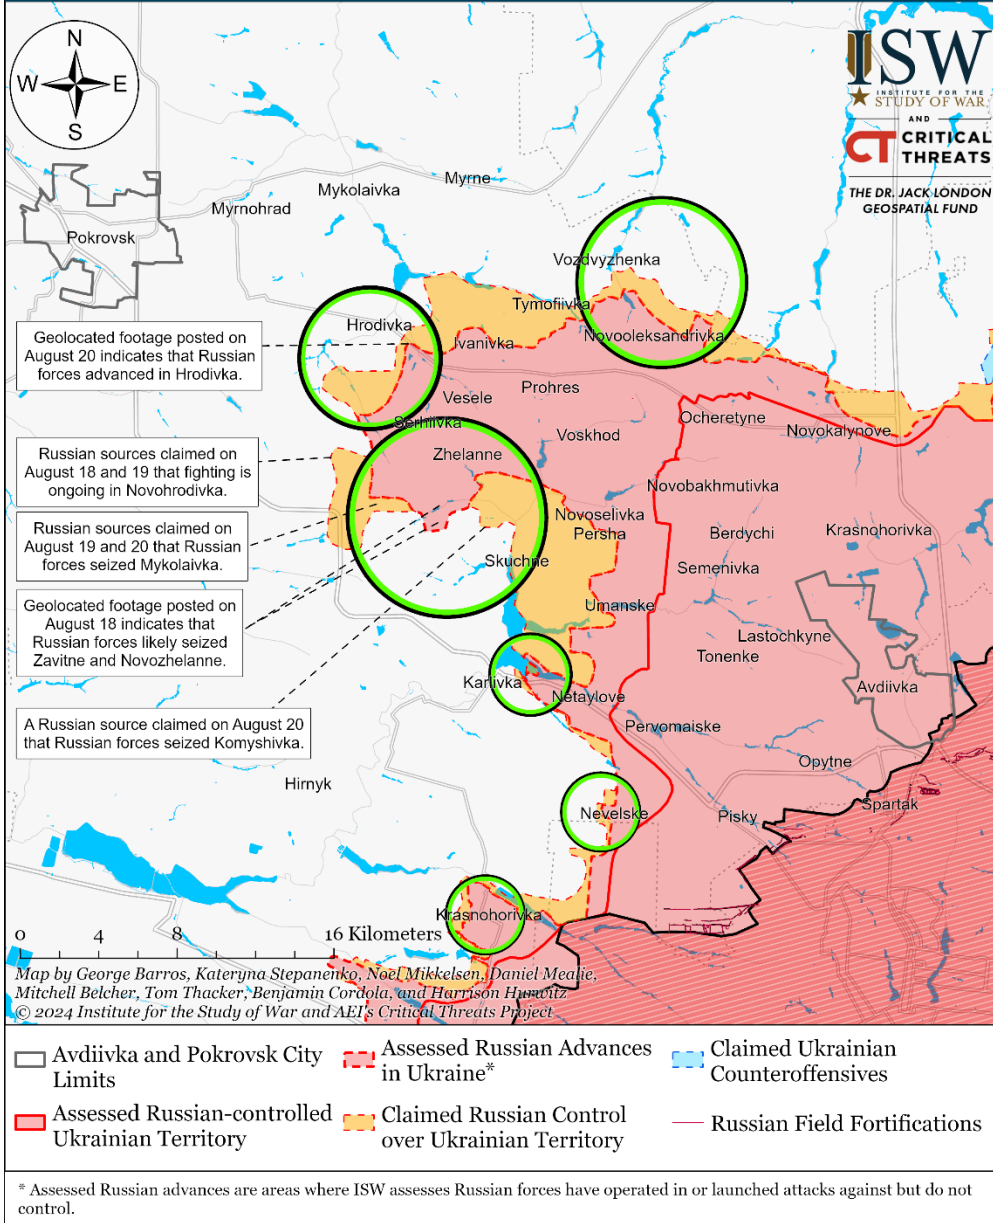 N
W
E
S
ISW
INSTITUTE FOR THE
STUDY OF WAR
AND
CT CRITICAL
THREATS
THE DR. JACK LONDON
GEOSPATIAL FUND
Myrne
Mykolaivka
Myrnohrad
Pokrovsk
Vozdvyzhenka
Tymofiivka
Hrodivka
Novooleksandrivka
Ivanivka
Geolocated footage posted on
August 20 indicates that Russian
forces advanced in Hrodivka.
Prohres
Vesele
Ocheretyne
Serhiivka
Novokalynove
Voskhod
Zhelanne
Russian sources claimed on
August 18 and 19 that fighting is
ongoing in Novohrodivka.
Novobakhmutivka
Novoselivka
Persha
Berdychi
Krasnohorivka
Russian sources claimed on
August 19 and 20 that Russian
forces seized Mykolaivka.
Skuchne
Semenivka
Geolocated footage posted on
August 18 indicates that
Russian forces likely seized
Zavitne and Novozhelanne.
Umanske
Lastochkyne
Tonenke
Karlivka
Avdiivka
Netaylove
A Russian source claimed on August 20
that Russian forces seized Komyshivka.
Pervomaiske
Opytne
Hirnyk
Spartak
Nevelske
Pisky
Krasnohorivka
0 4 8 16 Kilometers
Map by George Barros, Kateryna Stepanenko, Noel Mikkelsen, Daniel Mealie,
Mitchell Belcher, Tom Thacker, Benjamin Cordola, and Harrison Hurwitz
© 2024 Institute for the Study of War and AEI's Critical Threats Project
Avdiivka and Pokrovsk City
Limits
Assessed Russian Advances
in Ukraine*
Claimed Ukrainian
Counteroffensives
Assessed Russian-controlled
Ukrainian Territory
Claimed Russian Control
over Ukrainian Territory
Russian Field Fortifications
* Assessed Russian advances are areas where ISW assesses Russian forces have operated in or launched attacks against but do not
control.